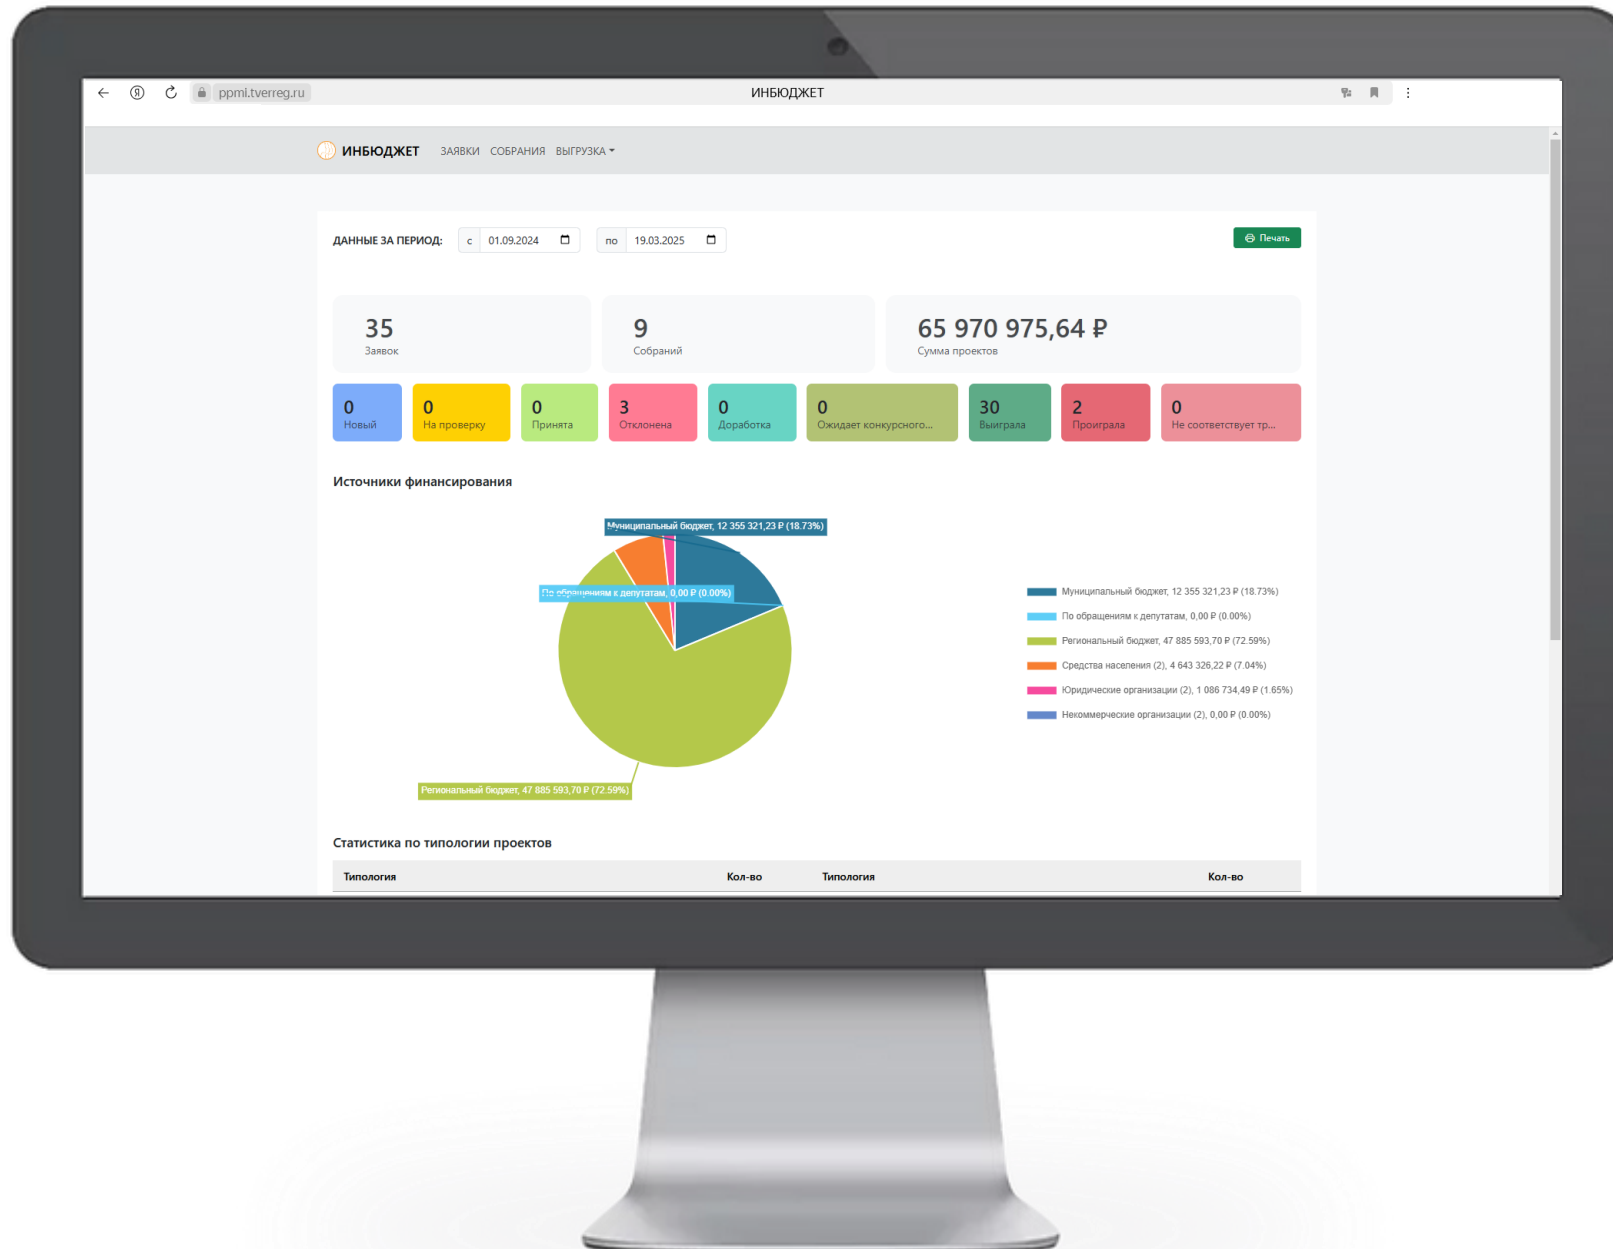 ppmi.tverreg.ru
ИНБЮДЖЕТ
ИНБЮДЖЕТ ЗАЯВКИ СОБРАНИЯ ВЫГРУЗКА
ДАННЫЕ ЗА ПЕРИОД: с 01.09.2024 по 19.03.2025 Печать
35 9 65 970 975,64 ₽
Заявок Собраний Сумма проектов
0 0 0 3 0 0 30 2 0
Новый На проверку Принята Отклонена Доработка Ожидает конкурсного... Выиграла Проиграла Не соответствует тр...
Источники финансирования
Муниципальный бюджет, 12 355 321,23 ₽ (18.73%)
По обращениям к депутатам, 0,00 ₽ (0.00%)
Региональный бюджет, 47 885 593,70 ₽ (72.59%)
Муниципальный бюджет, 12 355 321,23 ₽ (18.73%)
По обращениям к депутатам, 0,00 ₽ (0.00%)
Региональный бюджет, 47 885 593,70 ₽ (72.59%)
Средства населения (2), 4 643 326,22 ₽ (7.04%)
Юридические организации (2), 1 086 734,49 ₽ (1.65%)
Некоммерческие организации (2), 0,00 ₽ (0.00%)
Статистика по типологии проектов
Типология Кол-во Типология Кол-во